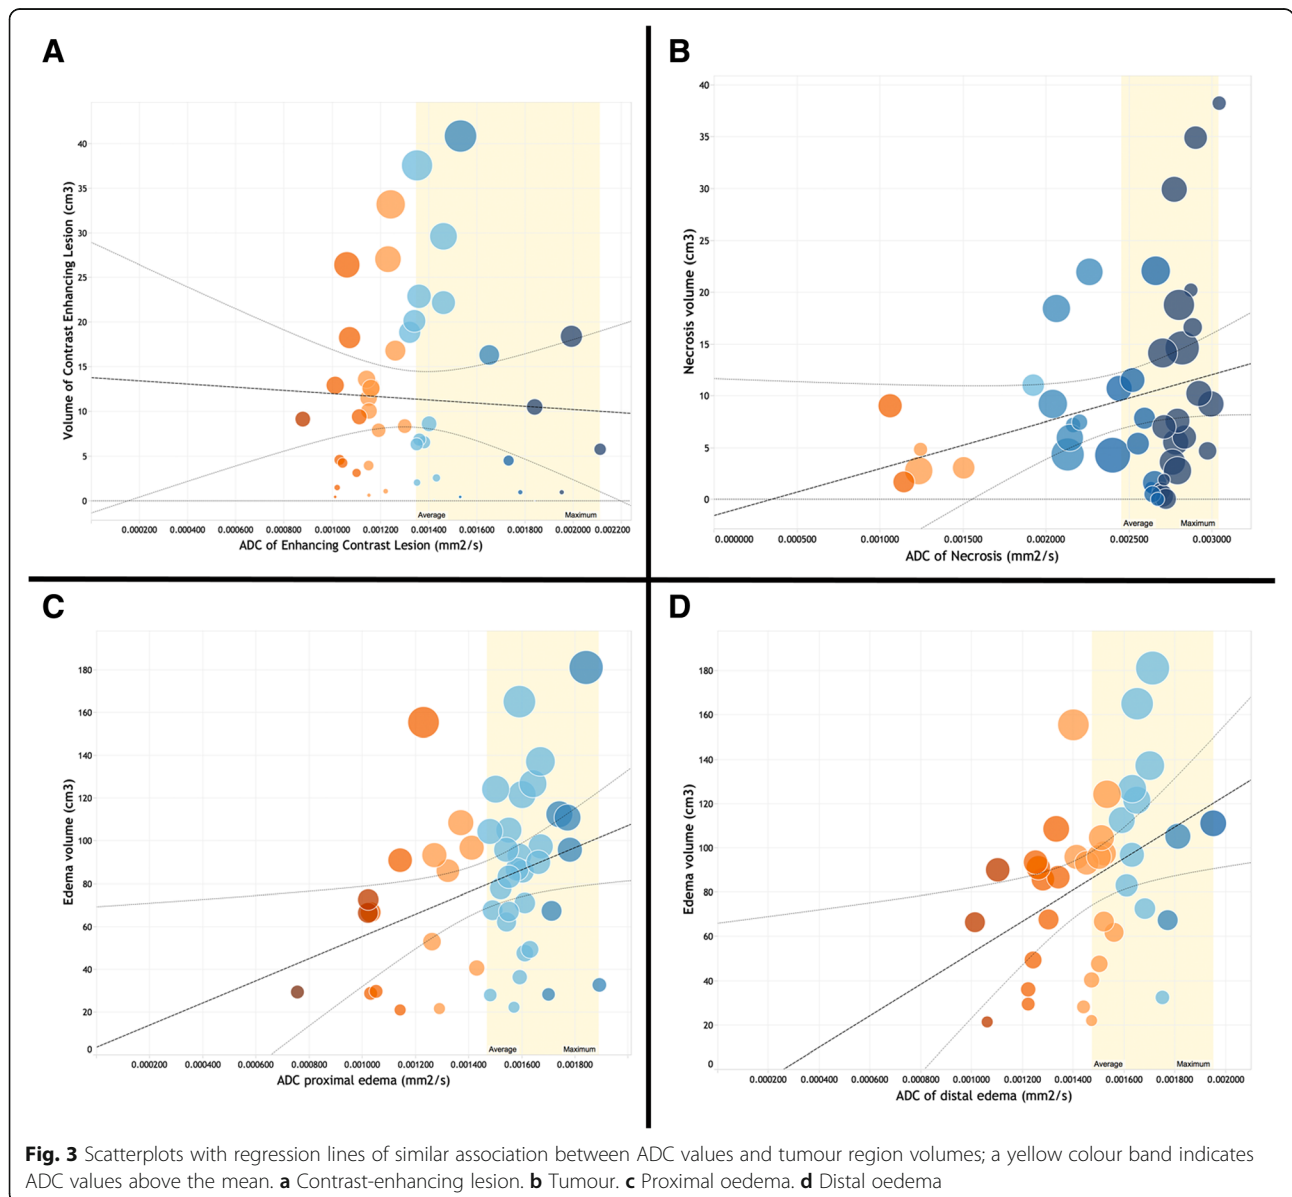 A
Volume of Contrast Enhancing Lesion (cm3)
40
35
30
25
20
15
10
5
0
Average
Maximum
0.000200 0.000400 0.000600 0.000800 0.001000 0.001200 0.001400 0.001600 0.001800 0.002000 0.002200
ADC of Enhancing Contrast Lesion (mm2/s)
B
Necrosis volume (cm3)
40
35
30
25
20
15
10
5
0
Average
Maximum
0.000000 0.000500 0.001000 0.001500 0.002000 0.002500 0.003000
ADC of Necrosis (mm2/s)
C
Edema volume (cm3)
180
160
140
120
100
80
60
40
20
0
Average
Maximum
0.000200 0.000400 0.000600 0.000800 0.001000 0.001200 0.001400 0.001600 0.001800
ADC proximal edema (mm2/s)
D
Edema volume (cm3)
180
160
140
120
100
80
60
40
20
0
Average
Maximum
0.000200 0.000400 0.000600 0.000800 0.001000 0.001200 0.001400 0.001600 0.001800 0.002000
ADC of distal edema (mm2/s)
Fig. 3 Scatterplots with regression lines of similar association between ADC values and tumour region volumes; a yellow colour band indicates
ADC values above the mean. a Contrast-enhancing lesion. b Tumour. c Proximal oedema. d Distal oedema